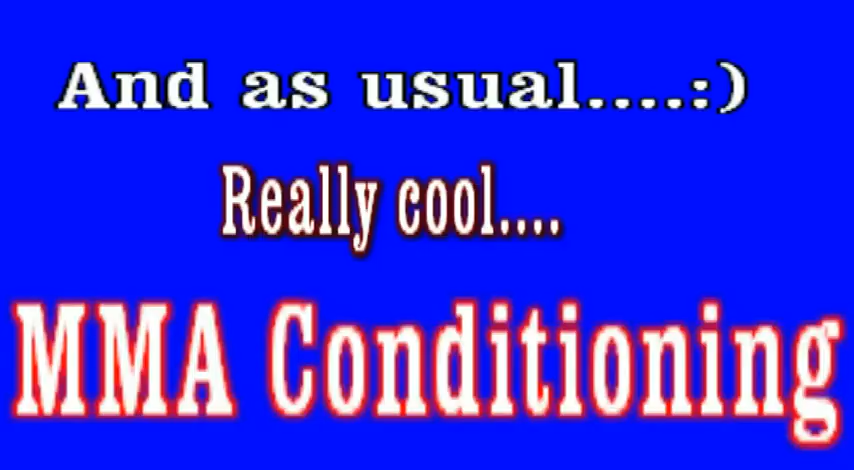 And as usual....:)
Really cool....
MMA Conditioning